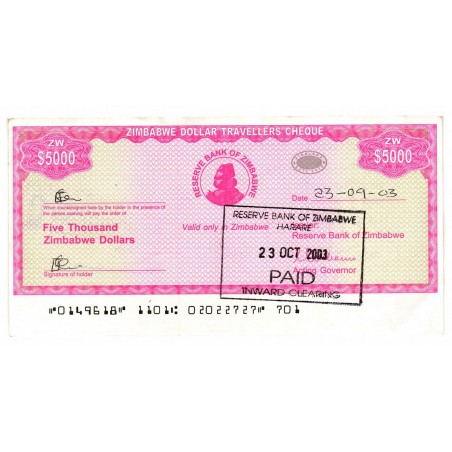 ZIMBABWE DOLLAR TRAVELLERS CHEQUE
ZW
$5000
ZW
$5000
RESERVE BANK OF ZIMBABWE
Date 23-09-03
When countersigned here by the holder in the presence of
the person cashing will pay the order of
Five Thousand
Zimbabwe Dollars
Valid only in Zimbabwe
Reserve Bank of Zimbabwe
Acting Governor
Signature of holder
RESERVE BANK OF ZIMBABWE
HARARE
23 OCT 2003
PAID
INWARD CLEARING
⑈0149618⑈ 1101⑆ 02022727⑈ 701